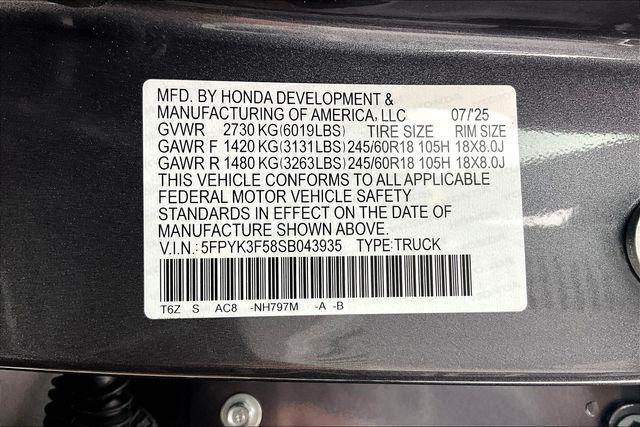 MFD. BY HONDA DEVELOPMENT &
MANUFACTURING OF AMERICA, LLC 07/'25
GVWR 2730 KG(6019LBS) TIRE SIZE RIM SIZE
GAWR F 1420 KG(3131LBS) 245/60R18 105H 18X8.0J
GAWR R 1480 KG(3263LBS) 245/60R18 105H 18X8.0J
THIS VEHICLE CONFORMS TO ALL APPLICABLE
FEDERAL MOTOR VEHICLE SAFETY
STANDARDS IN EFFECT ON THE DATE OF
MANUFACTURE SHOWN ABOVE.
V.I.N.: 5FPYK3F58SB043935 TYPE:TRUCK
T6Z S AC8 -NH797M -A -B